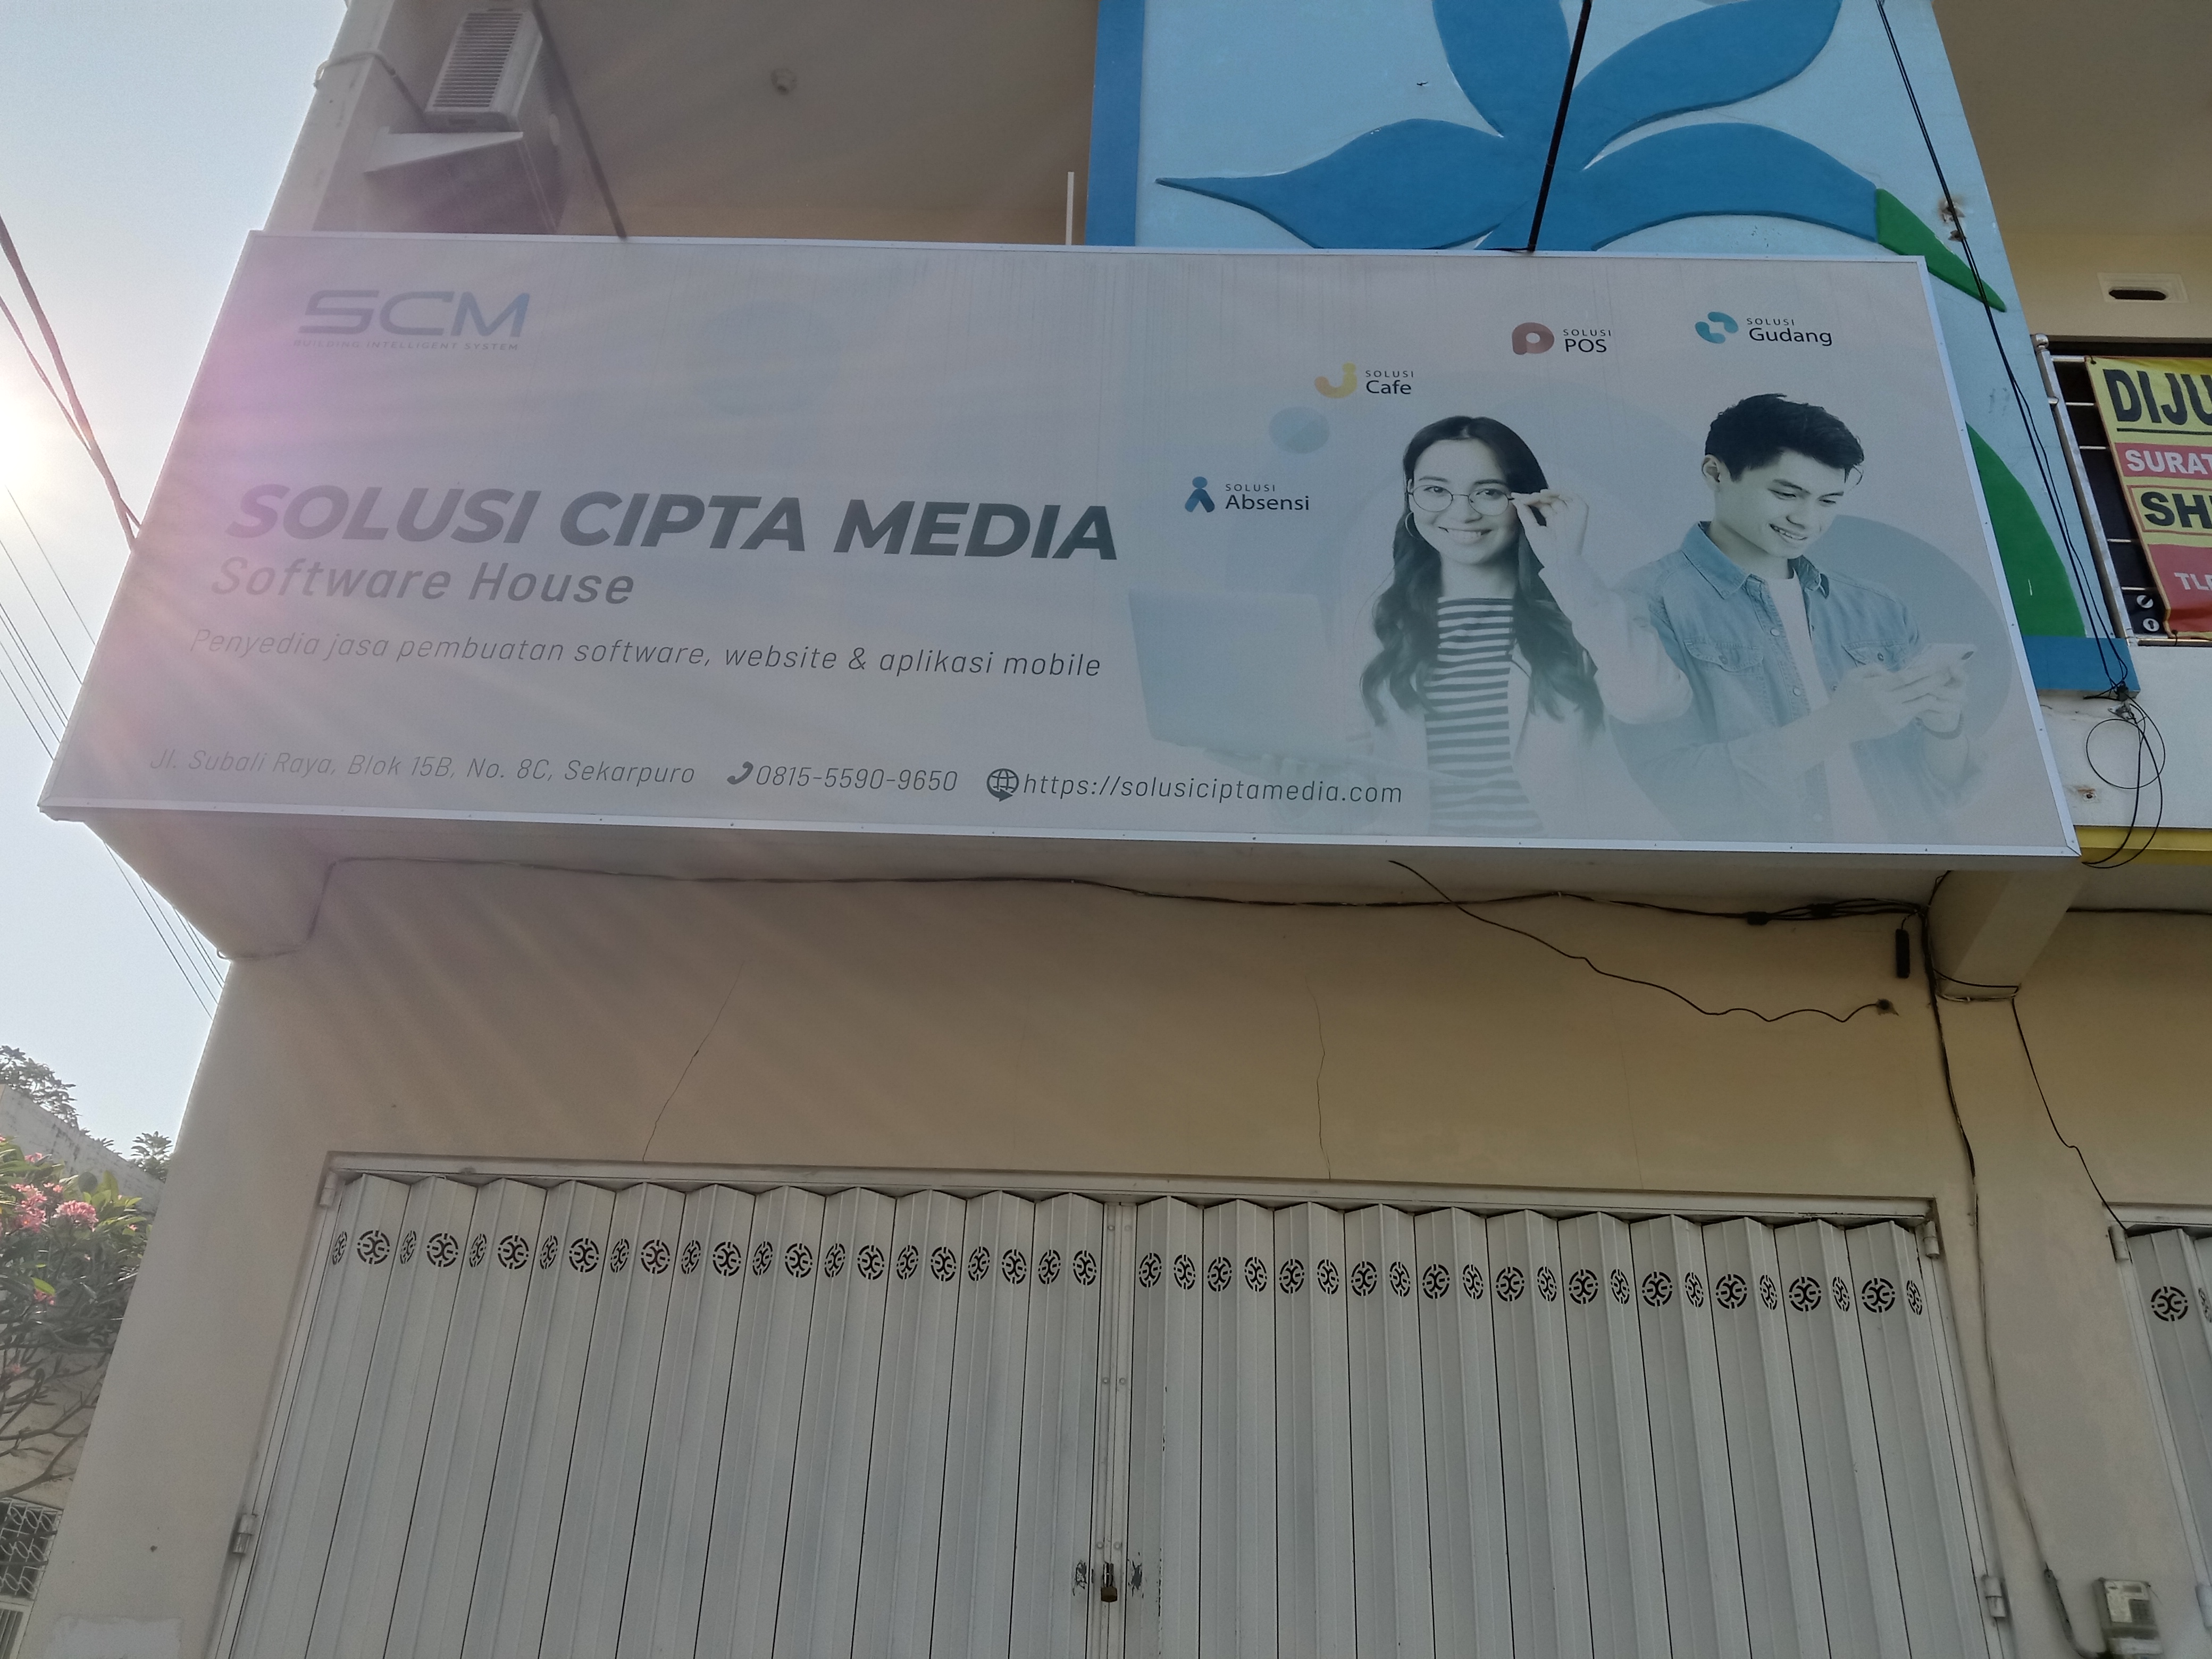 SCM
BUILDING INTELLIGENT SYSTEM
SOLUSI CIPTA MEDIA
Software House
Penyedia jasa pembuatan software, website & aplikasi mobile
Jl. Subali Raya, Blok 15B, No. 8C, Sekarpuro 0815-5590-9650 https://solusiciptamedia.com
SOLUSI
Absensi
SOLUSI
Cafe
SOLUSI
POS
SOLUSI
Gudang
DIJU
SURAT
SH